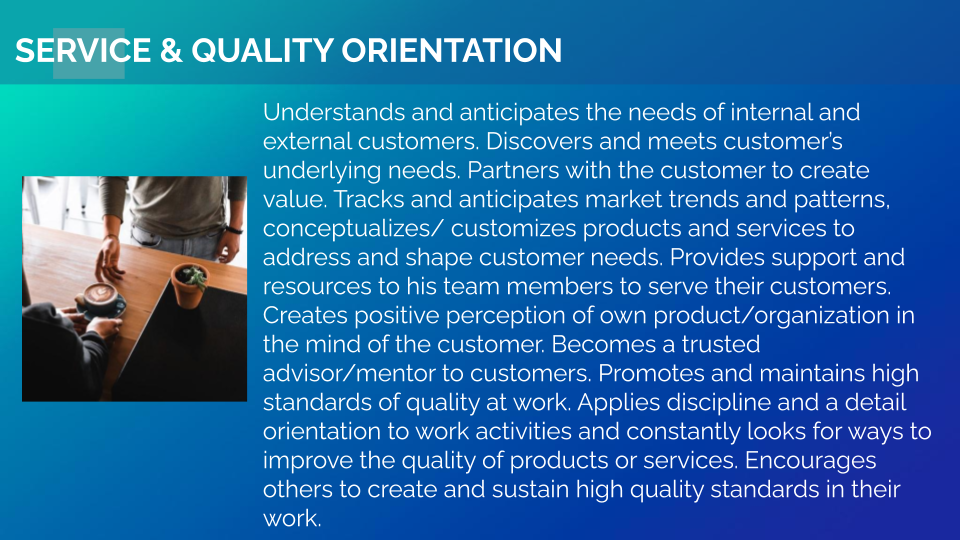 SERVICE & QUALITY ORIENTATION
Understands and anticipates the needs of internal and
external customers. Discovers and meets customer’s
underlying needs. Partners with the customer to create
value. Tracks and anticipates market trends and patterns,
conceptualizes/ customizes products and services to
address and shape customer needs. Provides support and
resources to his team members to serve their customers.
Creates positive perception of own product/organization in
the mind of the customer. Becomes a trusted
advisor/mentor to customers. Promotes and maintains high
standards of quality at work. Applies discipline and a detail
orientation to work activities and constantly looks for ways to
improve the quality of products or services. Encourages
others to create and sustain high quality standards in their
work.